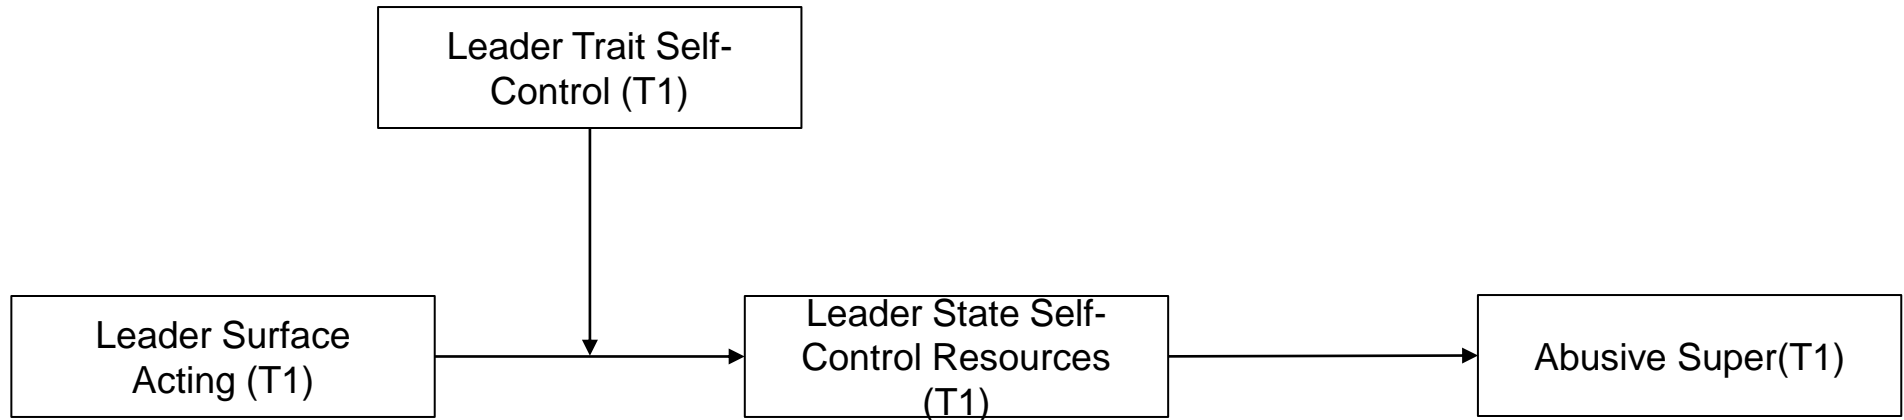 Leader Trait Self-
Control (T1)
Leader Surface
Acting (T1)
Leader State Self-
Control Resources
(T1)
Abusive Super(T1)